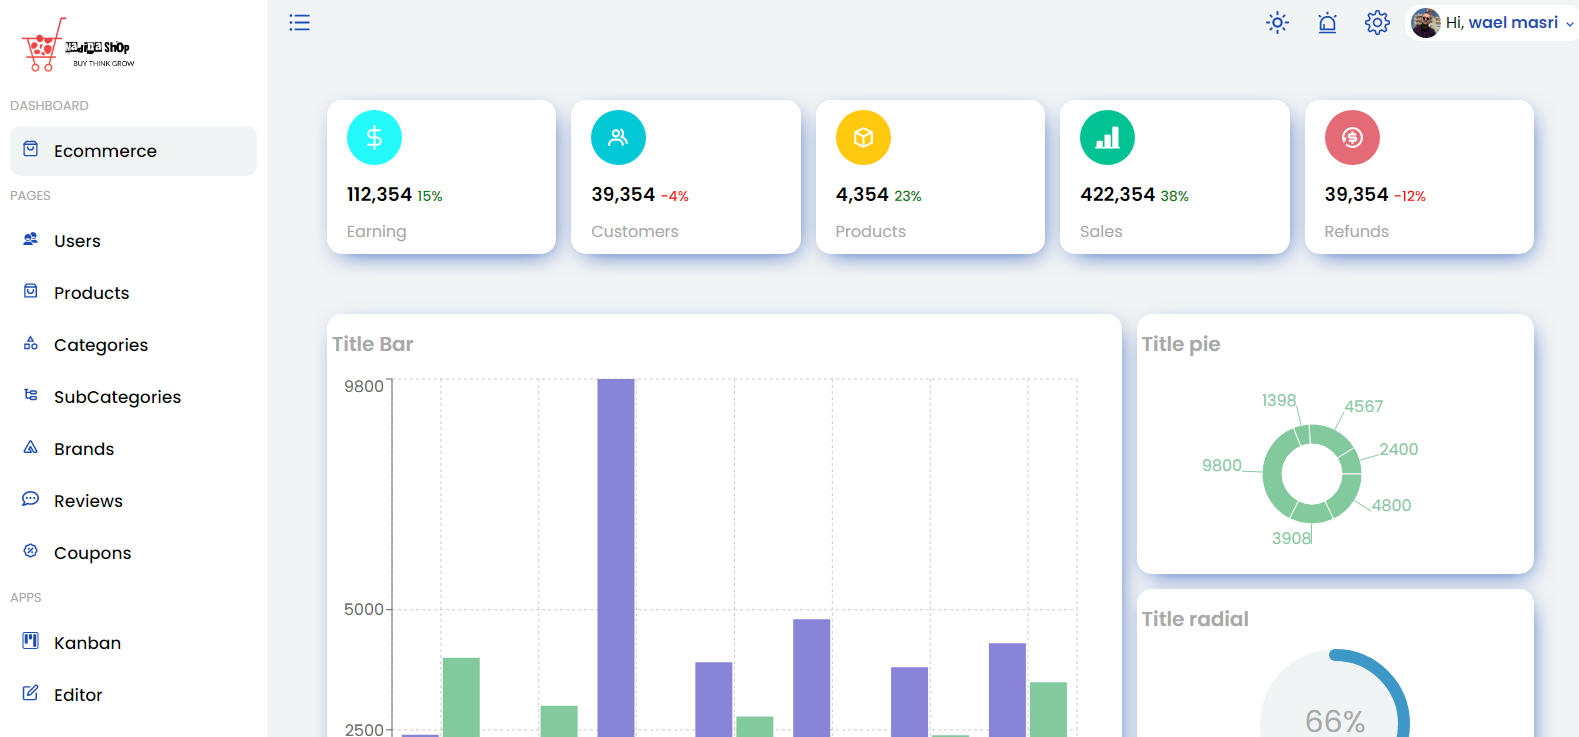 Nadina ShOp
BUY THINK GROW
DASHBOARD
Ecommerce
PAGES
Users
Products
Categories
SubCategories
Brands
Reviews
Coupons
APPS
Kanban
Editor
Hi, wael masri
112,354 15%
Earning
39,354 -4%
Customers
4,354 23%
Products
422,354 38%
Sales
39,354 -12%
Refunds
Title Bar
9800
5000
2500
Title pie
1398
4567
2400
9800
4800
3908
Title radial
66%